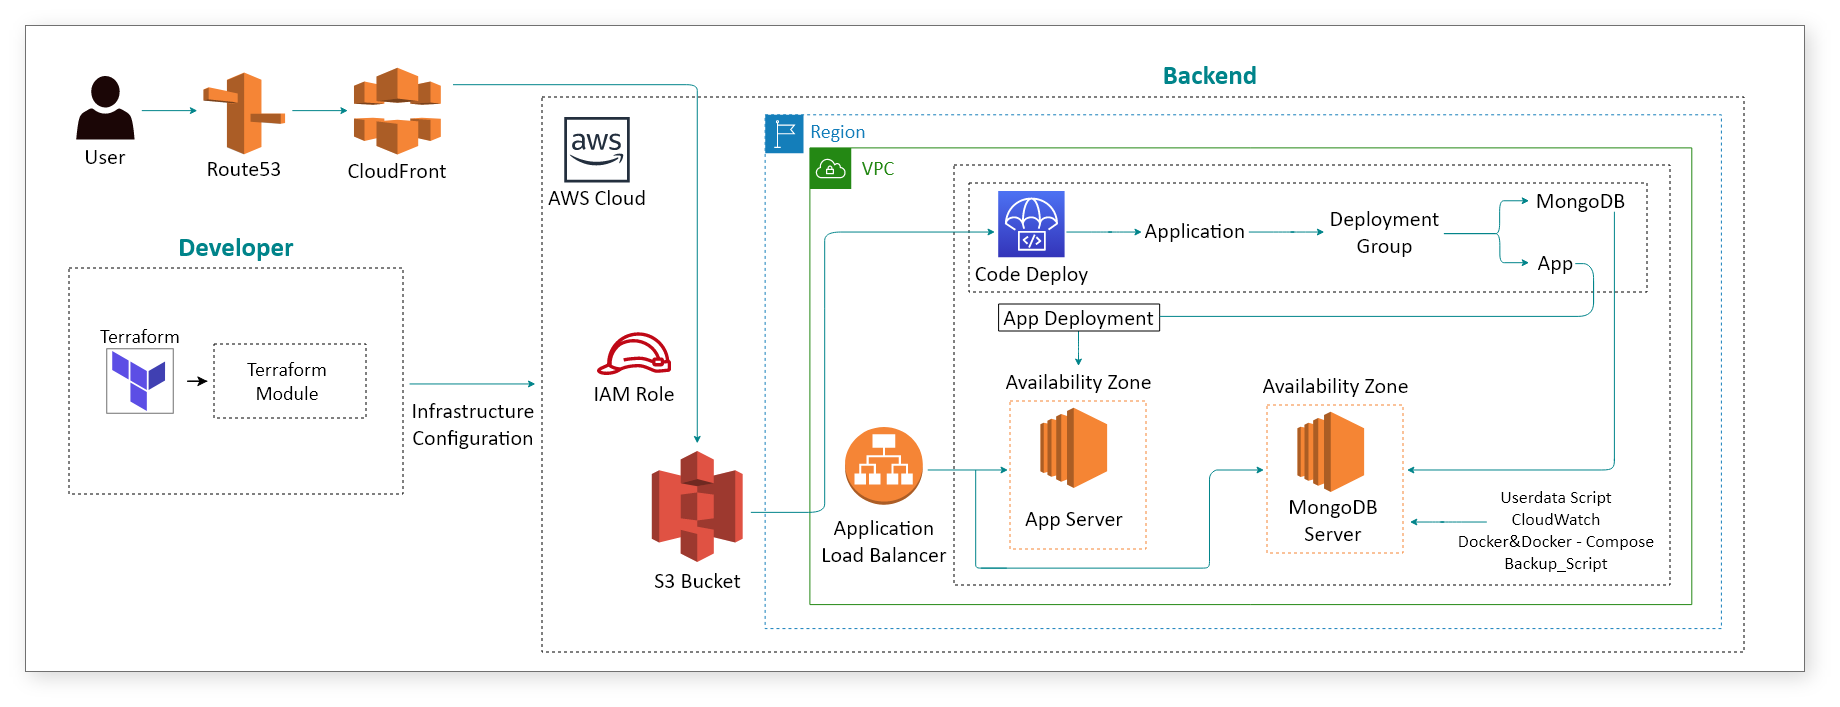 User
Route53
CloudFront
Developer
Terraform
Terraform
Module
Infrastructure
Configuration
Backend
aws
AWS Cloud
IAM Role
S3 Bucket
Region
VPC
Code Deploy
Application
Deployment
Group
MongoDB
App
App Deployment
Availability Zone
App Server
Availability Zone
MongoDB
Server
Application
Load Balancer
Userdata Script
CloudWatch
Docker&Docker - Compose
Backup_Script